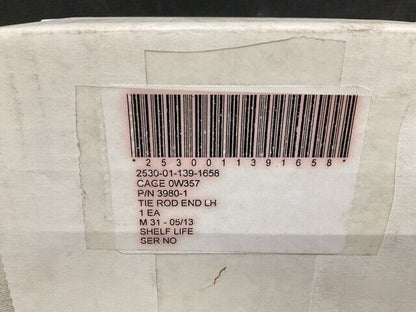 *2530011391658*
2530-01-139-1658
CAGE 0W357
P/N 3980-1
TIE ROD END LH
1 EA
M 31 - 05/13
SHELF LIFE
SER NO